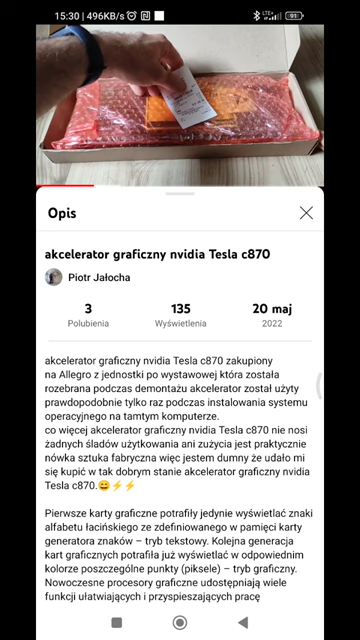 15:30 | 496KB/s
LTE+
91
Opis
akcelerator graficzny nvidia Tesla c870
Piotr Jałocha
3
135
20 maj
Polubienia
Wyświetlenia
2022
akcelerator graficzny nvidia Tesla c870 zakupiony
na Allegro z jednostki po wystawowej która została
rozebrana podczas demontażu akcelerator został użyty
prawdopodobnie tylko raz podczas instalowania systemu
operacyjnego na tamtym komputerze.
co więcej akcelerator graficzny nvidia Tesla c870 nie nosi
żadnych śladów użytkowania ani zużycia jest praktycznie
nówka sztuka fabryczna więc jestem dumny że udało mi
się kupić w tak dobrym stanie akcelerator graficzny nvidia
Tesla c870.😄⚡⚡
Pierwsze karty graficzne potrafiły jedynie wyświetlać znaki
alfabetu łacińskiego ze zdefiniowanego w pamięci karty
generatora znaków – tryb tekstowy. Kolejna generacja
kart graficznych potrafiła już wyświetlać w odpowiednim
kolorze poszczególne punkty (piksele) – tryb graficzny.
Nowoczesne procesory graficzne udostępniają wiele
funkcji ułatwiających i przyspieszających pracę